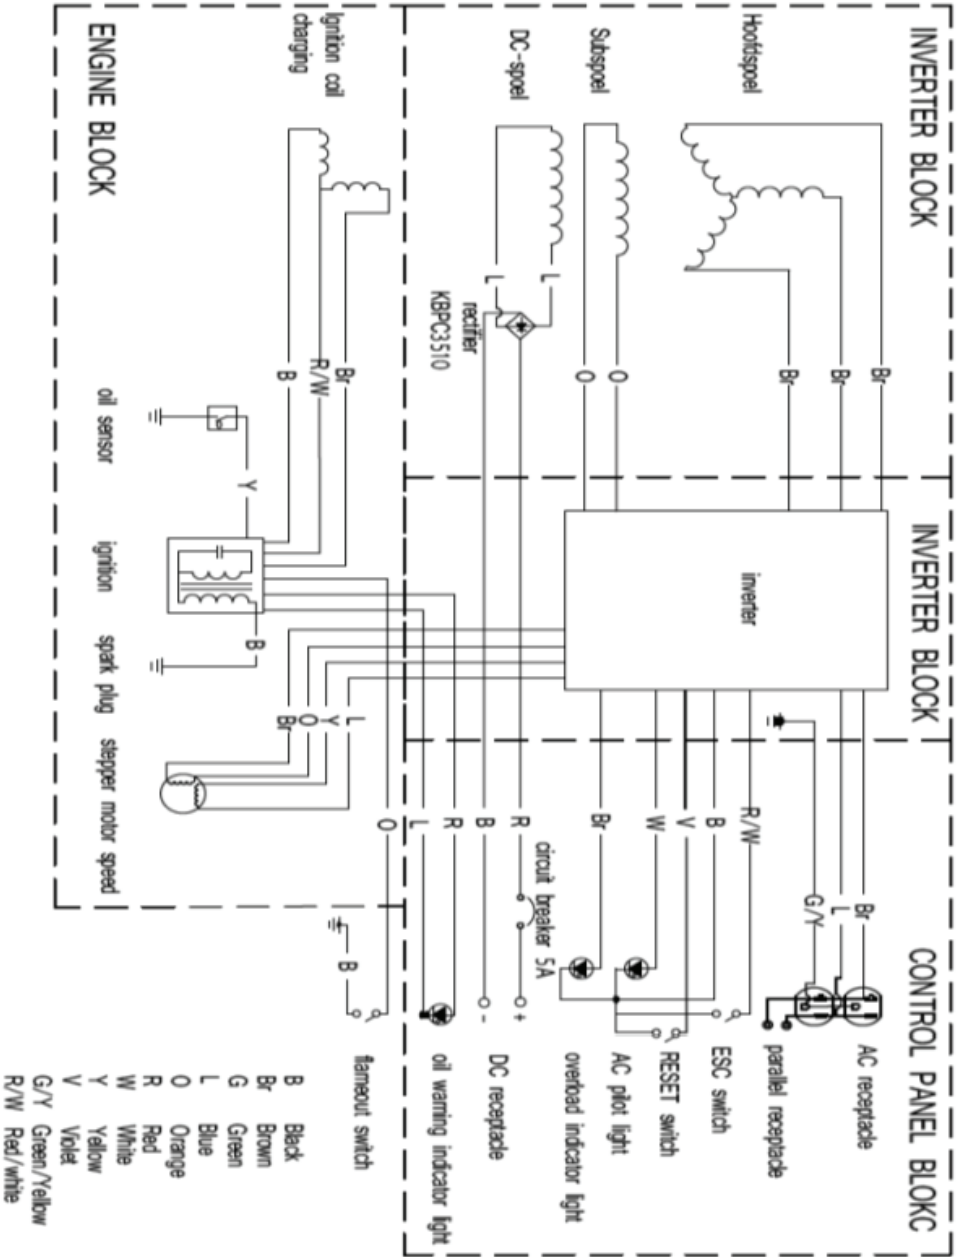 INVERTER BLOCK
INVERTER BLOCK
CONTROL PANEL BLOKC
Hoofdspoel
Subspoel
DC-spoel
Br
Br
Br
O
O
L
L
rectifier
KBPC3510
inverter
Br
L
G/Y
R/W
B
V
W
Br
R
B
R
L
O
circuit breaker 5A
+
-
AC receptacle
parallel receptacle
ESC switch
RESET switch
AC pilot light
overload indicator light
DC receptacle
oil warning indicator light
flameout switch
B
Ignition coil
charging
Br
R/W
B
Y
B
L
Y
O
Br
oil sensor
ignition
spark plug
stepper motor speed
ENGINE BLOCK
B Black
Br Brown
G Green
L Blue
O Orange
R Red
W White
Y Yellow
V Violet
G/Y Green/Yellow
R/W Red/white